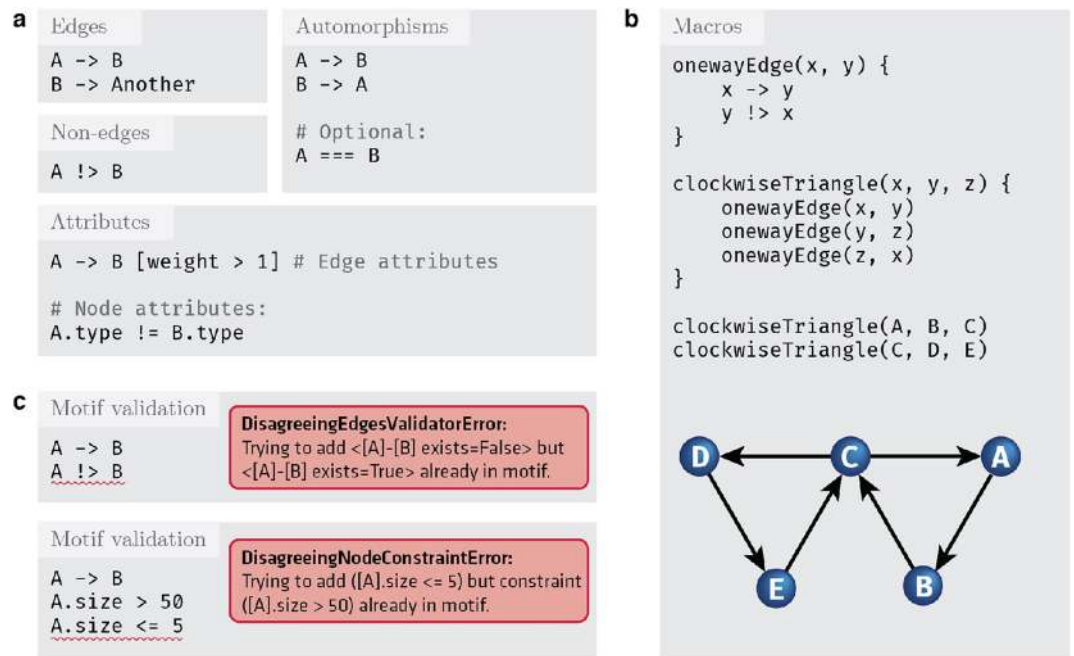 a
Edges
A -> B
B -> Another
Non-edges
A !> B
Automorphisms
A -> B
B -> A
# Optional:
A === B
Attributes
A -> B [weight > 1] # Edge attributes
# Node attributes:
A.type != B.type
b
Macros
onewayEdge(x, y) {
x -> y
y !> x
}
clockwiseTriangle(x, y, z) {
onewayEdge(x, y)
onewayEdge(y, z)
onewayEdge(z, x)
}
clockwiseTriangle(A, B, C)
clockwiseTriangle(C, D, E)
D
C
A
E
B
c
Motif validation
A -> B
A !> B
DisagreeingEdgesValidatorError:
Trying to add <[A]-[B] exists=False> but
<[A]-[B] exists=True> already in motif.
Motif validation
A -> B
A.size > 50
A.size <= 5
DisagreeingNodeConstraintError:
Trying to add ([A].size <= 5) but constraint
([A].size > 50) already in motif.